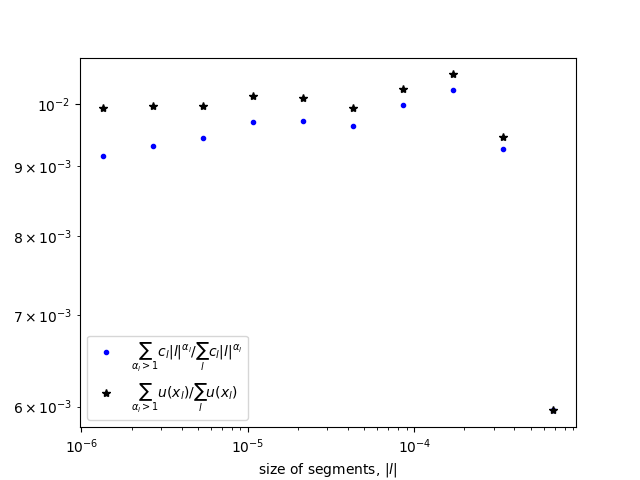 10⁻²
9 × 10⁻³
8 × 10⁻³
7 × 10⁻³
6 × 10⁻³
∑_{α_l>1} c_l|l|^{α_l} / ∑_l c_l|l|^{α_l}
∑_{α_l>1} u(x_l) / ∑_l u(x_l)
10⁻⁶ 10⁻⁵ 10⁻⁴
size of segments, |l|